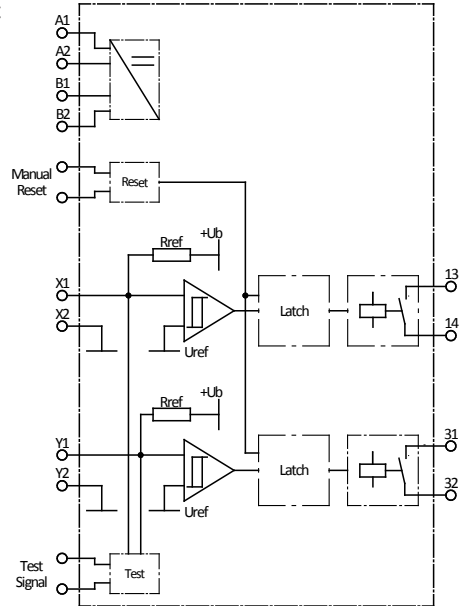 A1
A2
B1
B2
Manual
Reset
Reset
Rref
+Ub
X1
X2
Uref
Latch
13
14
Rref
+Ub
Y1
Y2
Uref
Latch
31
32
Test
Signal
Test